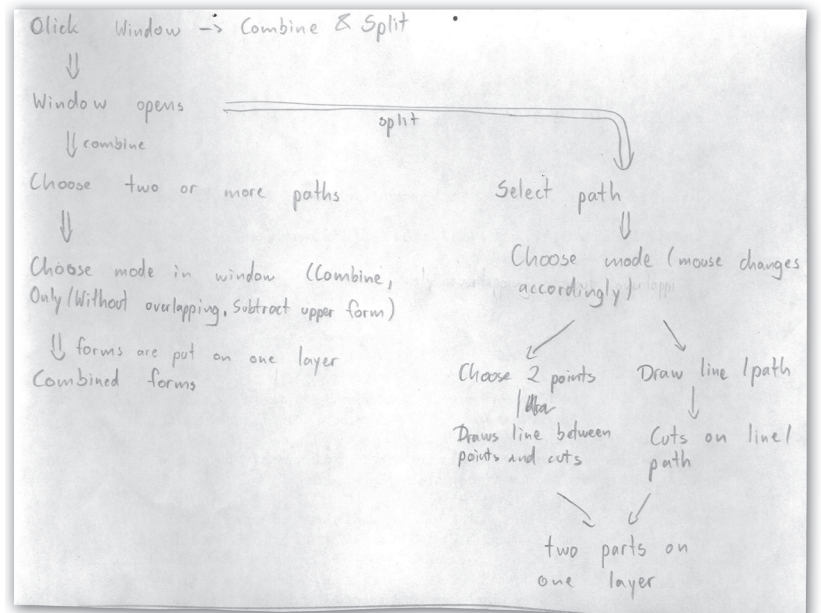 Click Window -> Combine & Split
Window opens
split
combine
Choose two or more paths
Choose mode in window (Combine,
Only/Without overlapping, Subtract upper form)
forms are put on one layer
Combined forms
Select path
Choose mode (mouse changes
accordingly)
Choose 2 points
Draws line between
points and cuts
Draw line / path
Cuts on line /
path
two parts on
one layer